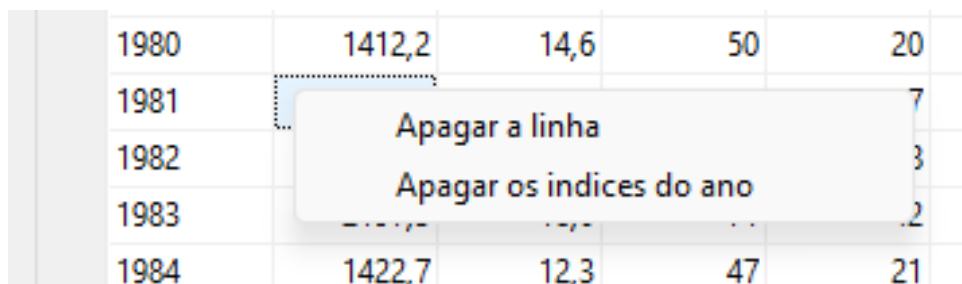 1980 1412,2 14,6 50 20
1981
Apagar a linha
1982
Apagar os indices do ano
1983
1984 1422,7 12,3 47 21